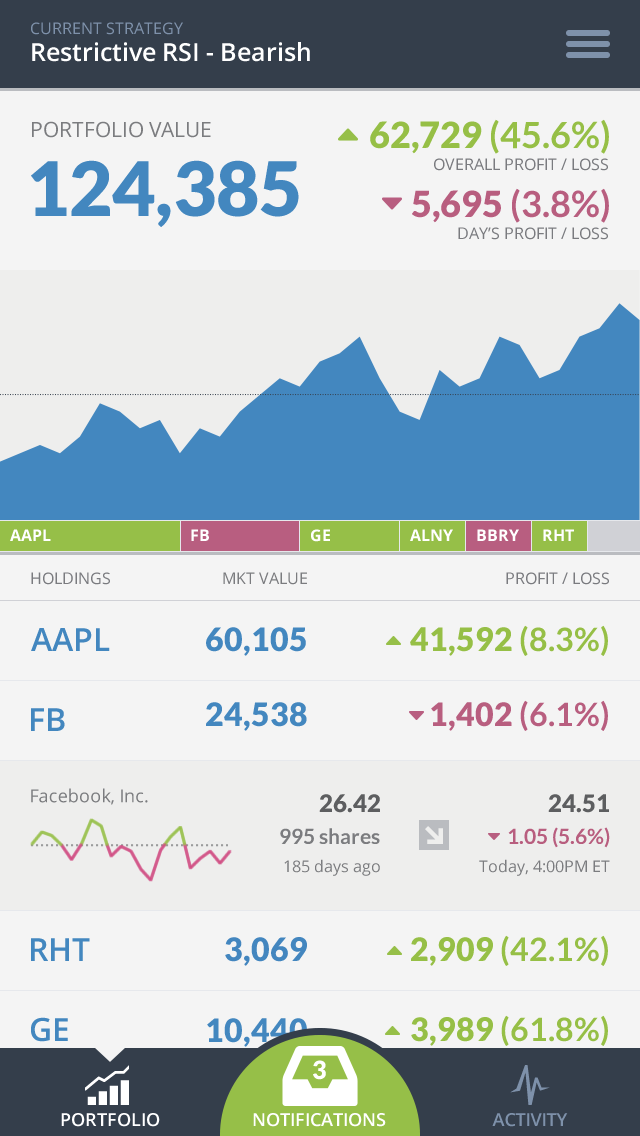 CURRENT STRATEGY
Restrictive RSI - Bearish
PORTFOLIO VALUE
124,385
62,729 (45.6%)
OVERALL PROFIT / LOSS
5,695 (3.8%)
DAY'S PROFIT / LOSS
AAPL FB GE ALNY BBRY RHT
HOLDINGS MKT VALUE PROFIT / LOSS
AAPL 60,105 41,592 (8.3%)
FB 24,538 1,402 (6.1%)
Facebook, Inc. 26.42 24.51
995 shares 1.05 (5.6%)
185 days ago Today, 4:00PM ET
RHT 3,069 2,909 (42.1%)
GE 10,440 3,989 (61.8%)
3
PORTFOLIO NOTIFICATIONS ACTIVITY